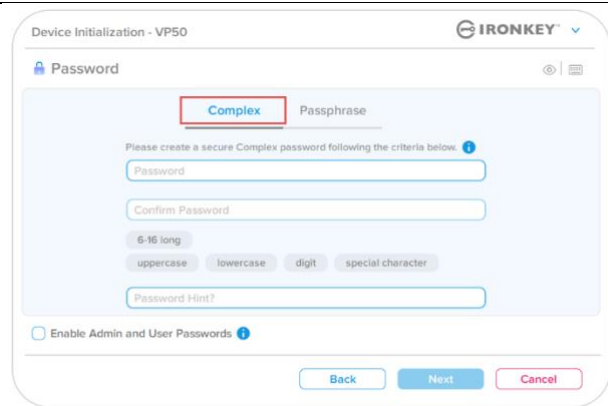 Device Initialization - VP50
IRONKEY™
Password
Complex Passphrase
Please create a secure Complex password following the criteria below.
Password
Confirm Password
6-16 long
uppercase lowercase digit special character
Password Hint?
Enable Admin and User Passwords
Back Next Cancel